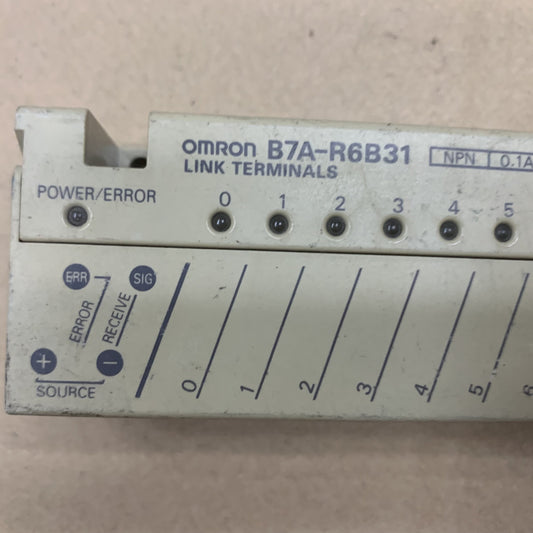 OMRON B7A-R6B31 NPN 0.1A
LINK TERMINALS
POWER/ERROR
0 1 2 3 4 5
ERR SIG
ERROR
RECEIVE
+ −
SOURCE
0 1 2 3 4 5 6